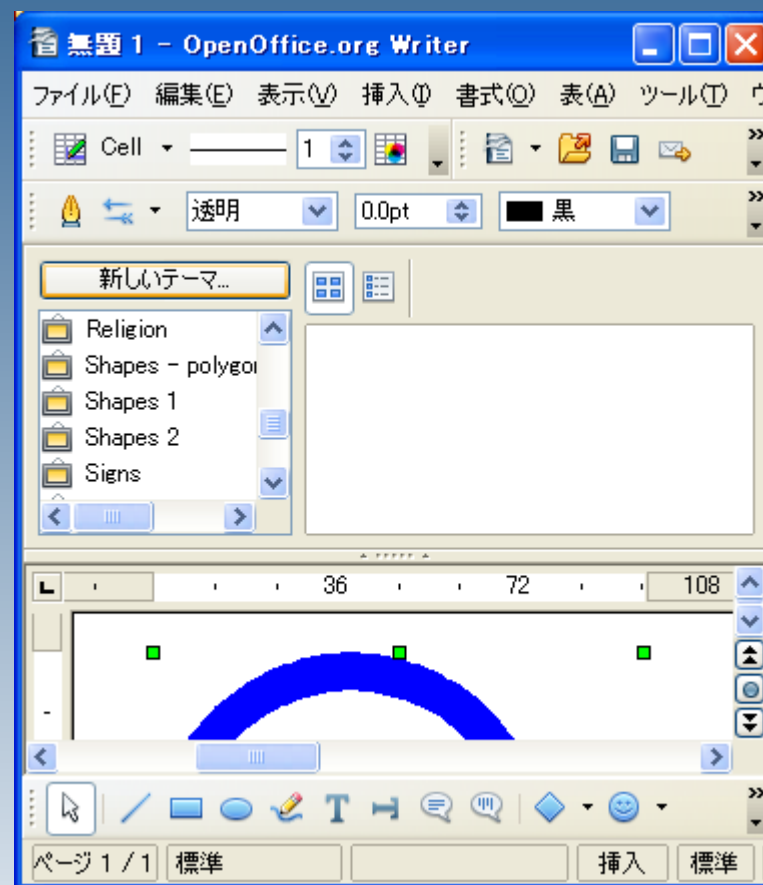 無題 1 - OpenOffice.org Writer
ファイル(F) 編集(E) 表示(V) 挿入(I) 書式(O) 表(A) ツール(T) ウ
Cell 1
透明 0.0pt 黒
新しいテーマ...
Religion
Shapes - polygon
Shapes 1
Shapes 2
Signs
36 72 108
T
ページ 1 / 1 標準 挿入 標準